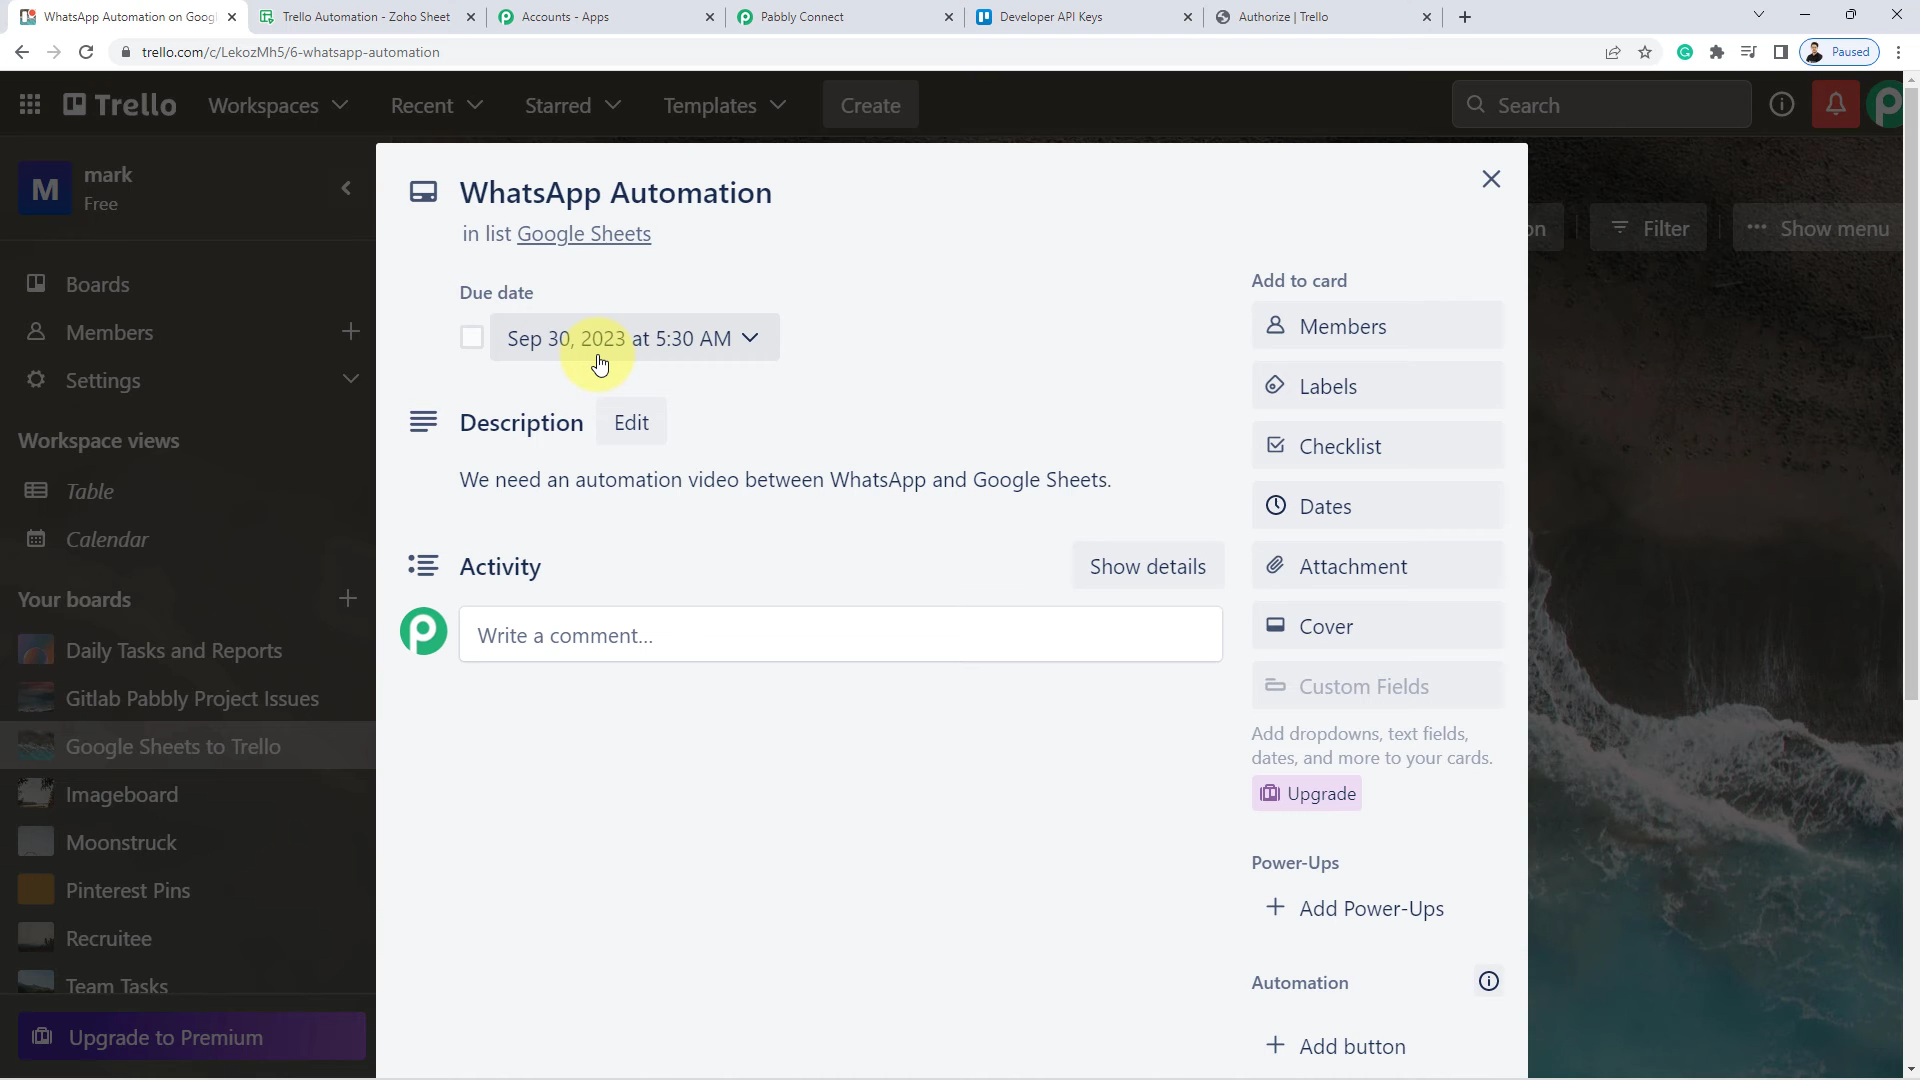 WhatsApp Automation on Googl
Trello Automation - Zoho Sheet
Accounts - Apps
Pabbly Connect
Developer API Keys
Authorize | Trello
trello.com/c/LekozMh5/6-whatsapp-automation
Paused
Trello
Workspaces
Recent
Starred
Templates
Create
Search
M
mark
Free
Boards
Members
Settings
Workspace views
Table
Calendar
Your boards
Daily Tasks and Reports
Gitlab Pabbly Project Issues
Google Sheets to Trello
Imageboard
Moonstruck
Pinterest Pins
Recruitee
Team Tasks
Upgrade to Premium
WhatsApp Automation
in list Google Sheets
Due date
Sep 30, 2023 at 5:30 AM
Description
Edit
We need an automation video between WhatsApp and Google Sheets.
Activity
Show details
Write a comment...
Add to card
Members
Labels
Checklist
Dates
Attachment
Cover
Custom Fields
Add dropdowns, text fields,
dates, and more to your cards.
Upgrade
Power-Ups
+ Add Power-Ups
Automation
+ Add button
on
Filter
Show menu